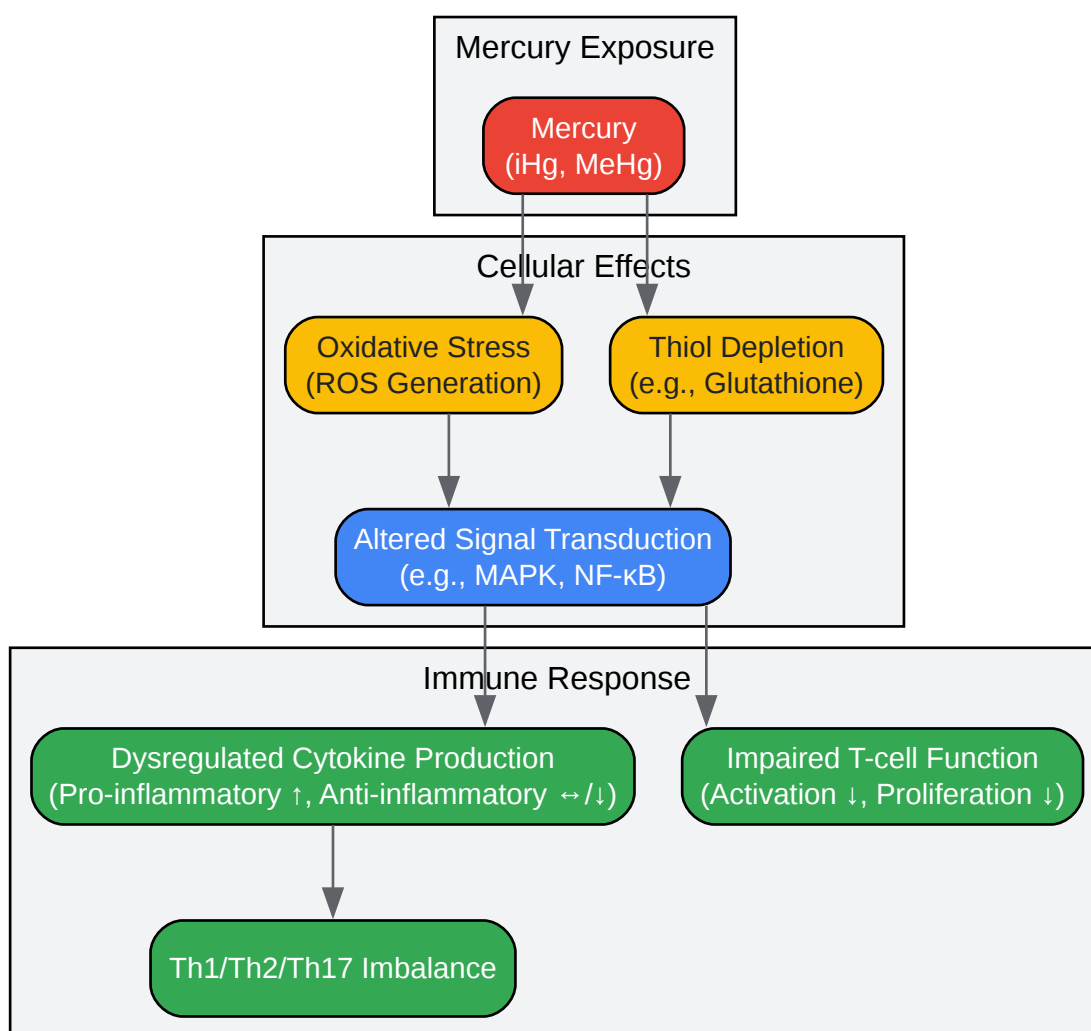 Mercury Exposure
Mercury
(iHg, MeHg)
Cellular Effects
Oxidative Stress
(ROS Generation)
Thiol Depletion
(e.g., Glutathione)
Altered Signal Transduction
(e.g., MAPK, NF-κB)
Immune Response
Dysregulated Cytokine Production
(Pro-inflammatory ↑, Anti-inflammatory ↔/↓)
Impaired T-cell Function
(Activation ↓, Proliferation ↓)
Th1/Th2/Th17 Imbalance